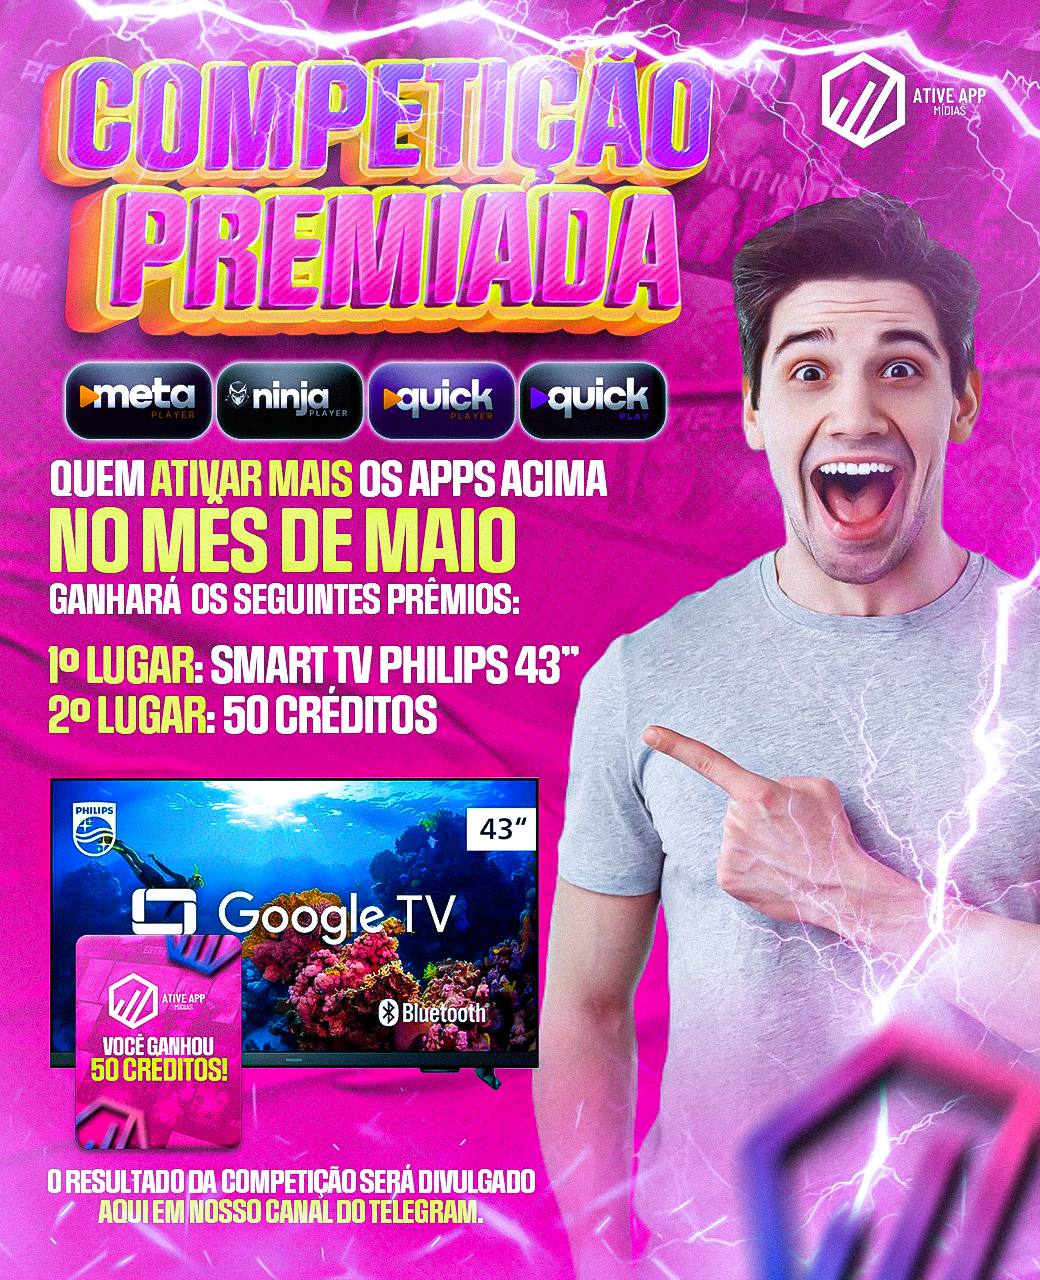 COMPETIÇÃO
PREMIADA
ATIVE APP
MÍDIAS
meta
PLAYER
ninja
PLAYER
quick
PLAYER
quick
PLAY
QUEM ATIVAR MAIS OS APPS ACIMA
NO MÊS DE MAIO
GANHARÁ OS SEGUINTES PRÊMIOS:
1º LUGAR: SMART TV PHILIPS 43”
2º LUGAR: 50 CRÉDITOS
PHILIPS
43“
Google TV
Bluetooth
ATIVE APP
MÍDIAS
VOCÊ GANHOU
50 CRÉDITOS!
O RESULTADO DA COMPETIÇÃO SERÁ DIVULGADO
AQUI EM NOSSO CANAL DO TELEGRAM.